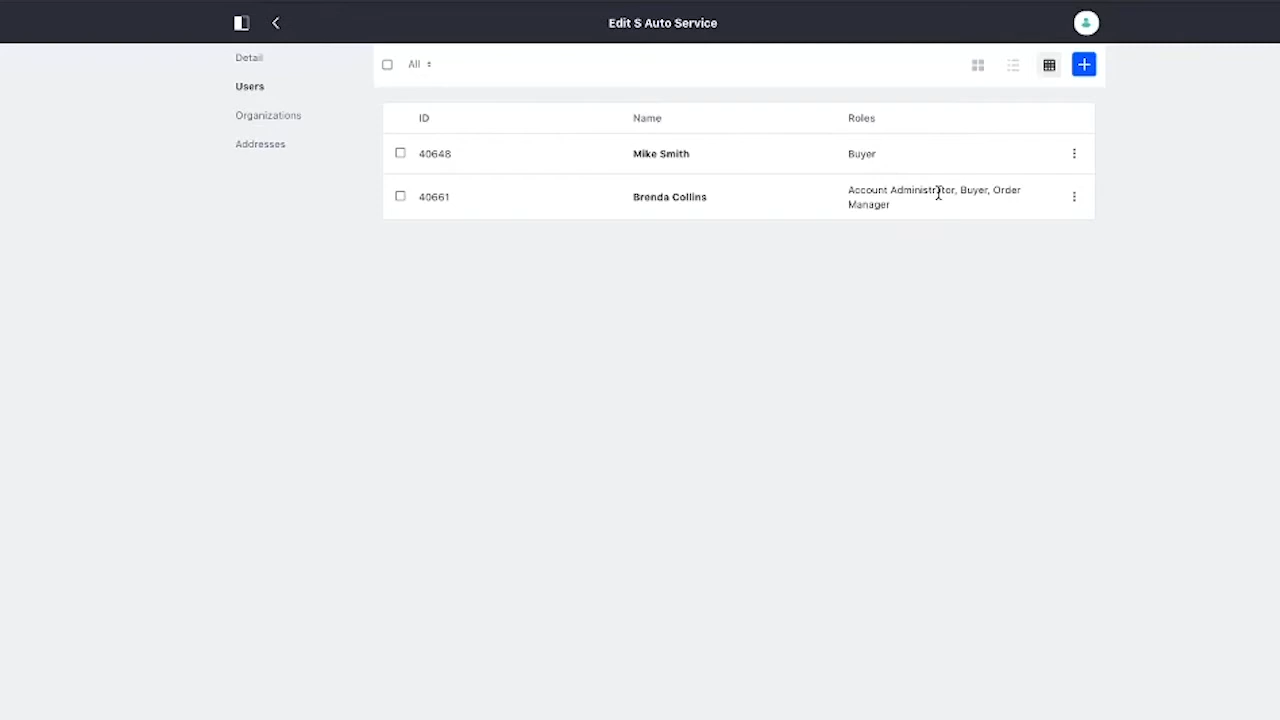 Edit S Auto Service
Detail
Users
Organizations
Addresses
All
ID Name Roles
40648 Mike Smith Buyer
40661 Brenda Collins Account Administrator, Buyer, Order
Manager